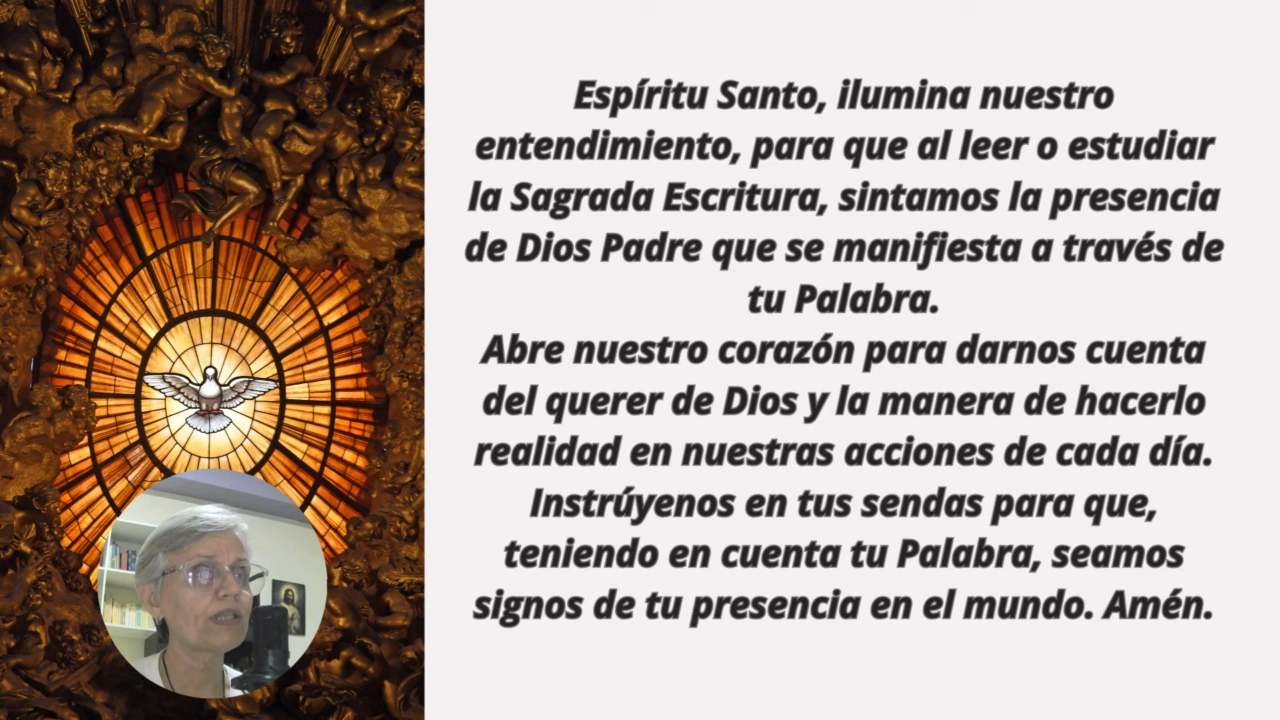 Espíritu Santo, ilumina nuestro
entendimiento, para que al leer o estudiar
la Sagrada Escritura, sintamos la presencia
de Dios Padre que se manifiesta a través de
tu Palabra.
Abre nuestro corazón para darnos cuenta
del querer de Dios y la manera de hacerlo
realidad en nuestras acciones de cada día.
Instrúyenos en tus sendas para que,
teniendo en cuenta tu Palabra, seamos
signos de tu presencia en el mundo. Amén.